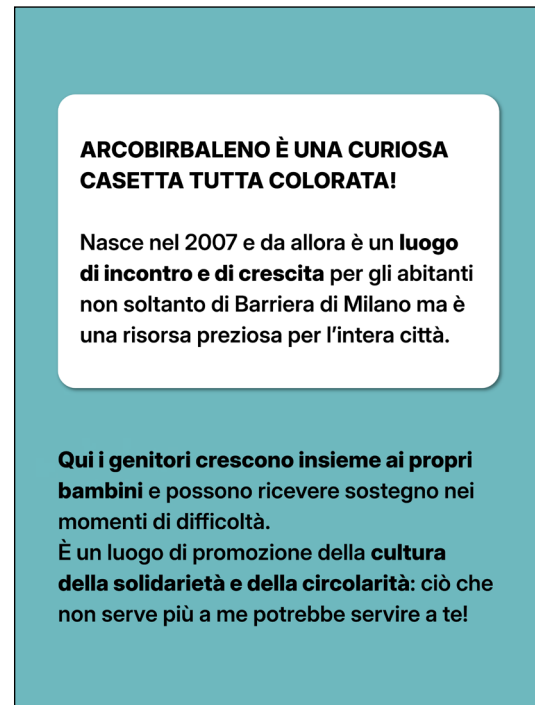 ARCOBIRBALENO È UNA CURIOSA
CASETTA TUTTA COLORATA!
Nasce nel 2007 e da allora è un luogo
di incontro e di crescita per gli abitanti
non soltanto di Barriera di Milano ma è
una risorsa preziosa per l'intera città.
Qui i genitori crescono insieme ai propri
bambini e possono ricevere sostegno nei
momenti di difficoltà.
È un luogo di promozione della cultura
della solidarietà e della circolarità: ciò che
non serve più a me potrebbe servire a te!